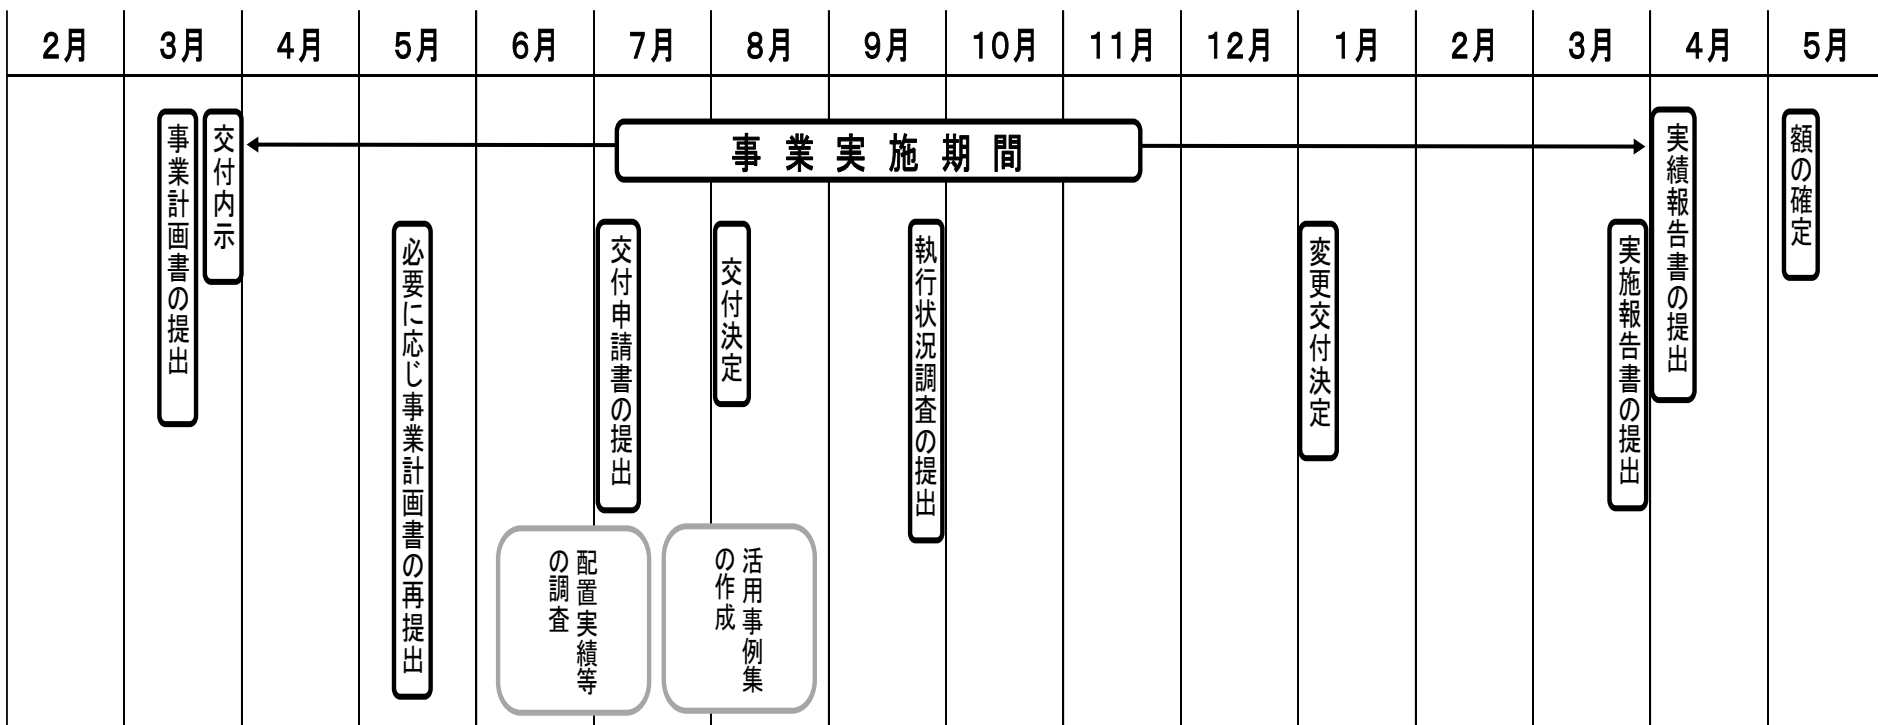 2月 3月 4月 5月 6月 7月 8月 9月 10月 11月 12月 1月 2月 3月 4月 5月
事業計画書の提出
交付内示
事業実施期間
実績報告書の提出
額の確定
必要に応じ事業計画書の再提出
交付申請書の提出
交付決定
執行状況調査の提出
変更交付決定
実施報告書の提出
配置実績等
の調査
活用事例集
の作成